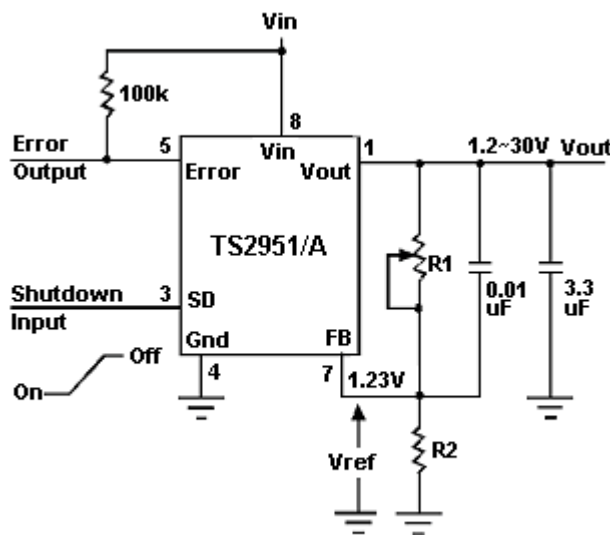 Vin
100k
8
Error
Output
5
Vin
1
1.2~30V
Vout
Error
Vout
TS2951/A
R1
0.01
uF
3.3
uF
Shutdown
Input
3
SD
Gnd
FB
Off
On
4
7
1.23V
Vref
R2